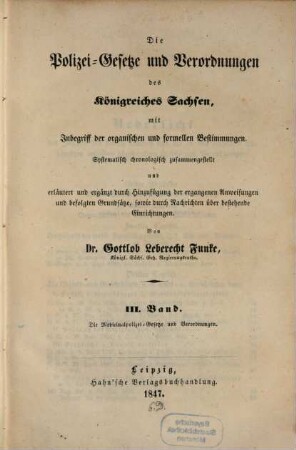 Die
Polizei-Gesetze und Verordnungen
des
Königreiches Sachsen,
mit
Inbegriff der organischen und formellen Bestimmungen.
Systematisch chronologisch zusammengestellt
und
erläutert und ergänzt durch Hinzufügung der ergangenen Anweisungen
und befolgten Grundsätze, sowie durch Nachrichten über bestehende
Einrichtungen.
Von
Dr. Gottlob Leberecht Funke,
Königl. Sächs. Geh. Regierungsrathe.
III. Band.
Die Medicinalpolizei-Gesetze und Verordnungen.
Leipzig,
Hahn'sche Verlagsbuchhandlung.
1847.